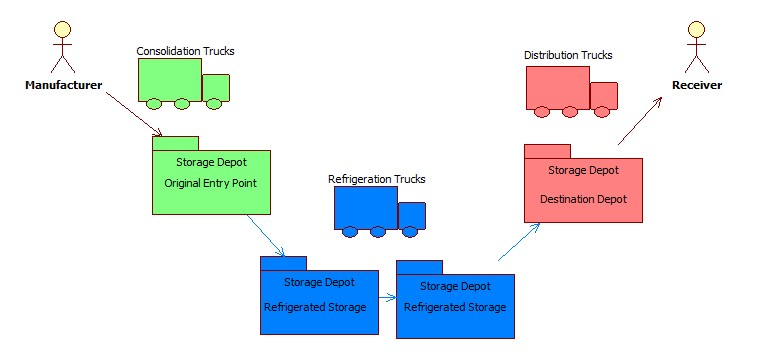 Consolidation Trucks
Distribution Trucks
Manufacturer
Receiver
Storage Depot
Original Entry Point
Refrigeration Trucks
Storage Depot
Destination Depot
Storage Depot
Refrigerated Storage
Storage Depot
Refrigerated Storage